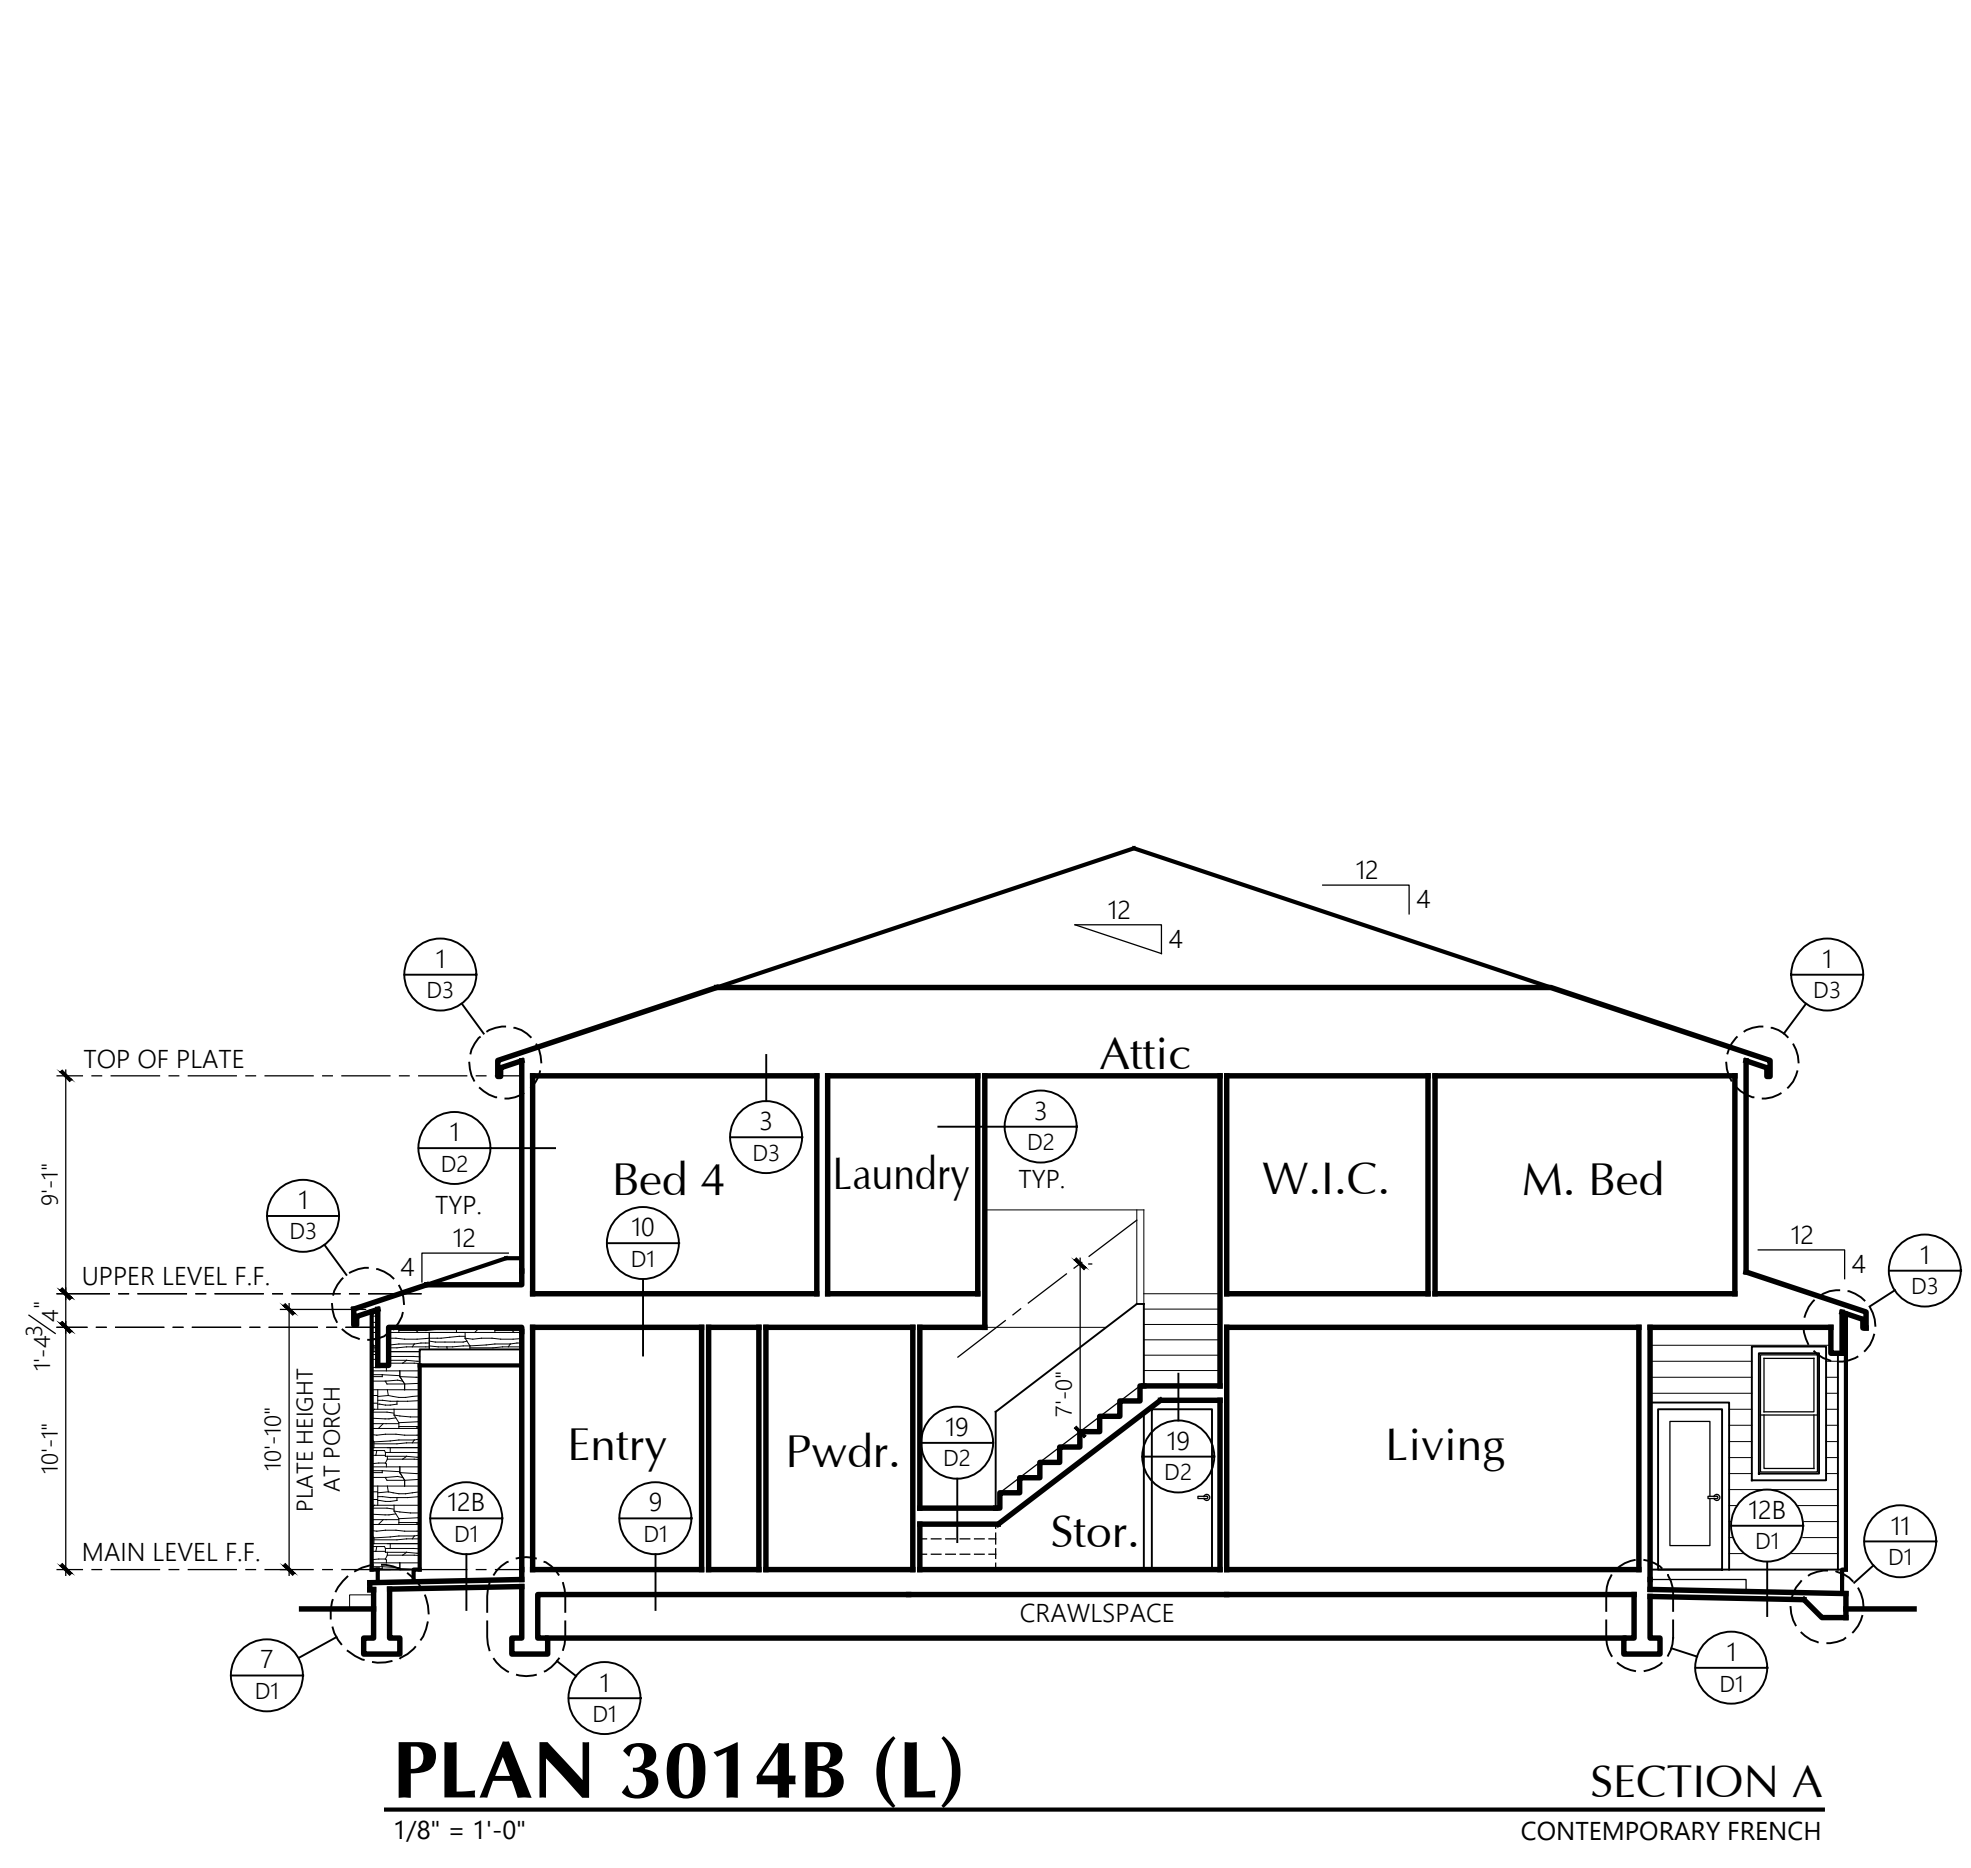 12
4
12
4
1
D3
1
D3
Attic
TOP OF PLATE
1
D2
TYP.
3
D3
3
D2
TYP.
Bed 4
Laundry
W.I.C.
M. Bed
9'-1"
1
D3
10
D1
12
4
12
4
1
D3
UPPER LEVEL F.F.
1'-4 3/4"
10'-1"
10'-10"
PLATE HEIGHT
AT PORCH
7'-0"
Entry
Pwdr.
19
D2
19
D2
Living
12B
D1
9
D1
Stor.
12B
D1
11
D1
MAIN LEVEL F.F.
CRAWLSPACE
7
D1
1
D1
1
D1
PLAN 3014B (L)
SECTION A
1/8" = 1'-0"
CONTEMPORARY FRENCH